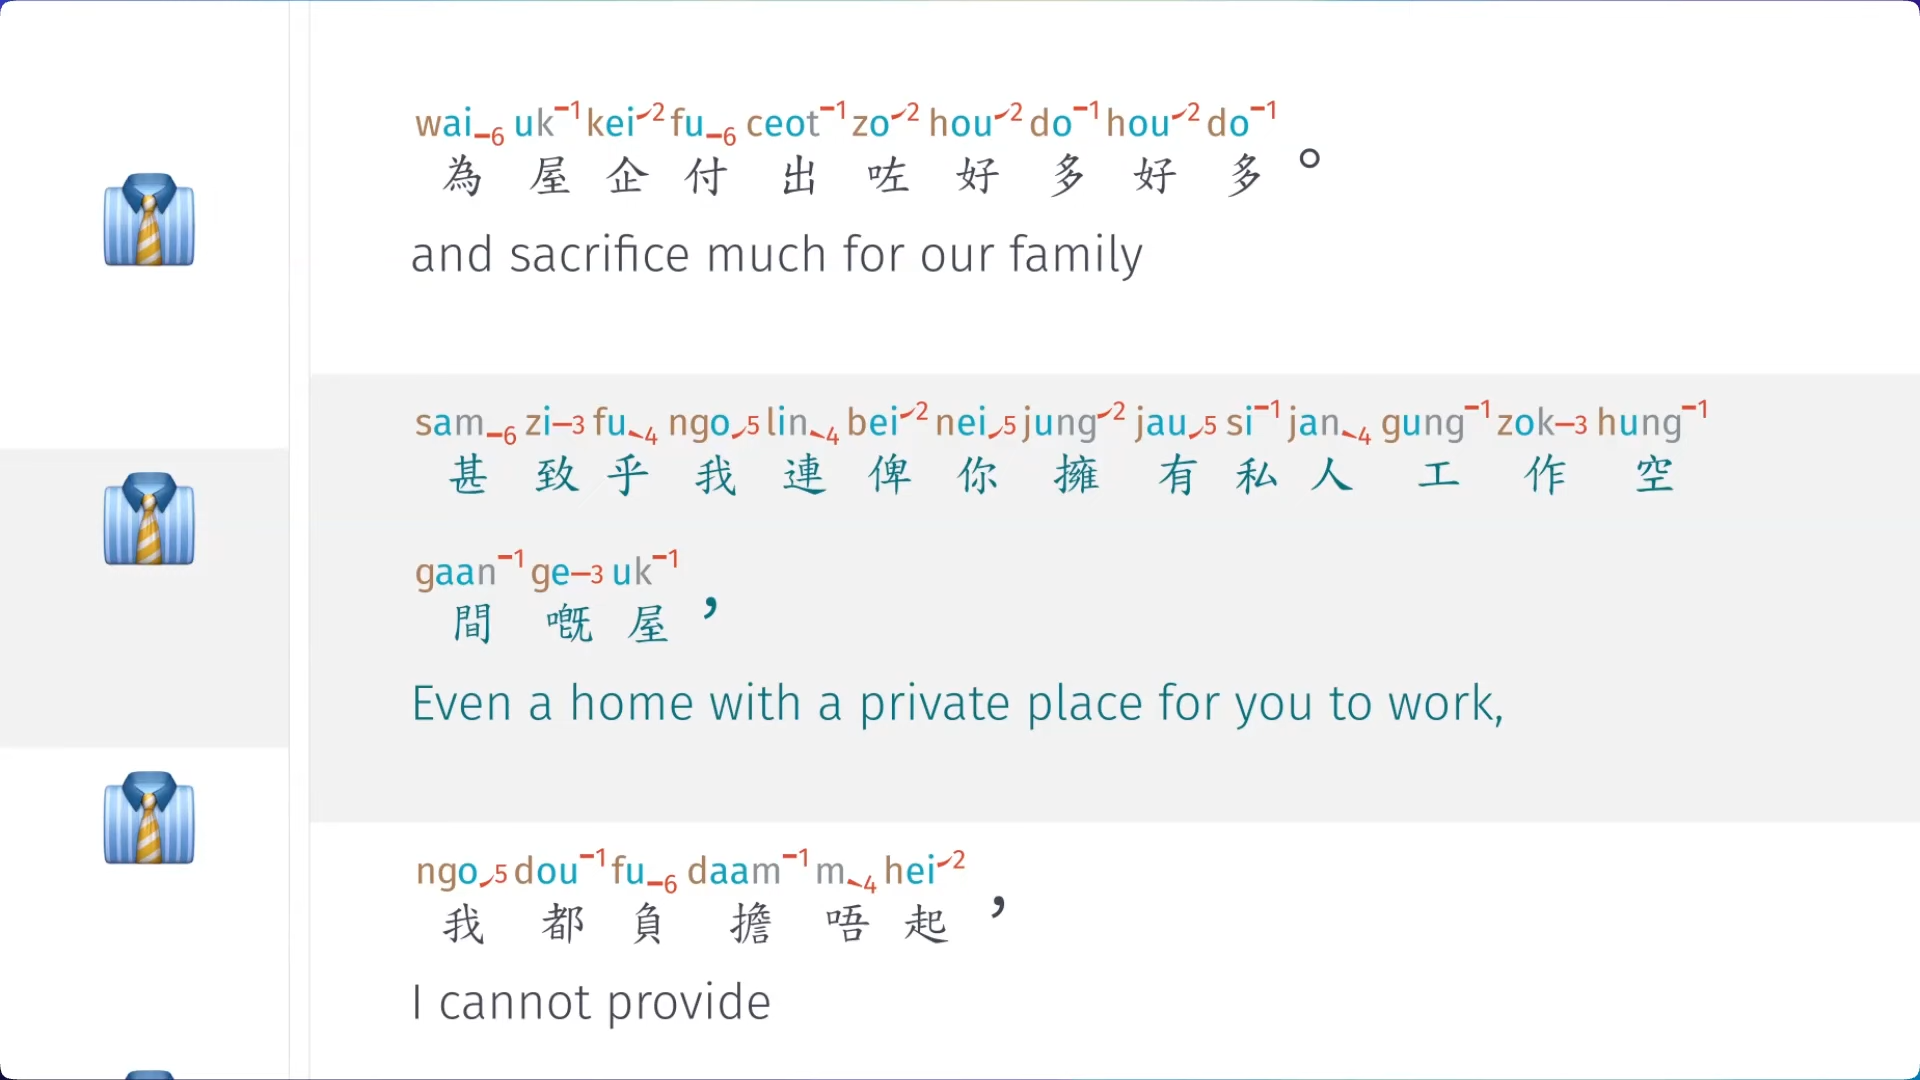 wai₆ uk¹ kei² fu₆ ceot¹ zo² hou² do¹ hou² do¹
為屋企付出咗好多好多。
and sacrifice much for our family
sam₆ zi3 fu₄ ngo₅ lin₄ bei² nei₅ jung² jau₅ si¹ jan₄ gung¹ zok3 hung¹
甚致乎我連俾你擁有私人工作空
gaan¹ ge3 uk¹
間嘅屋，
Even a home with a private place for you to work,
ngo₅ dou¹ fu₆ daam¹ m₄ hei²
我都負擔唔起，
I cannot provide